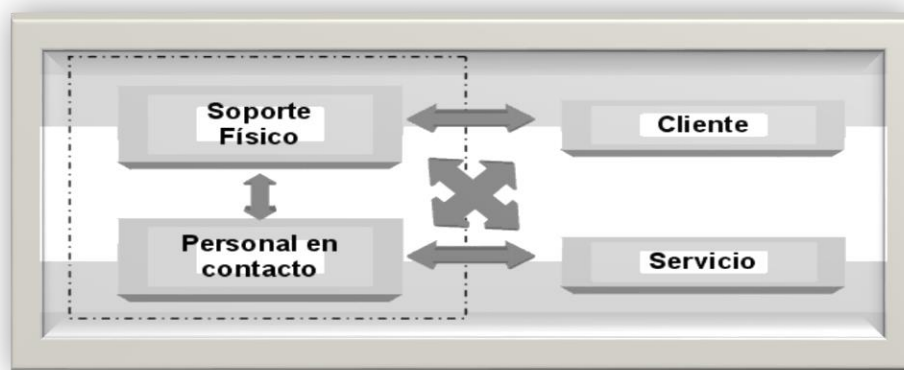 Soporte
Físico
Cliente
Personal en
contacto
Servicio